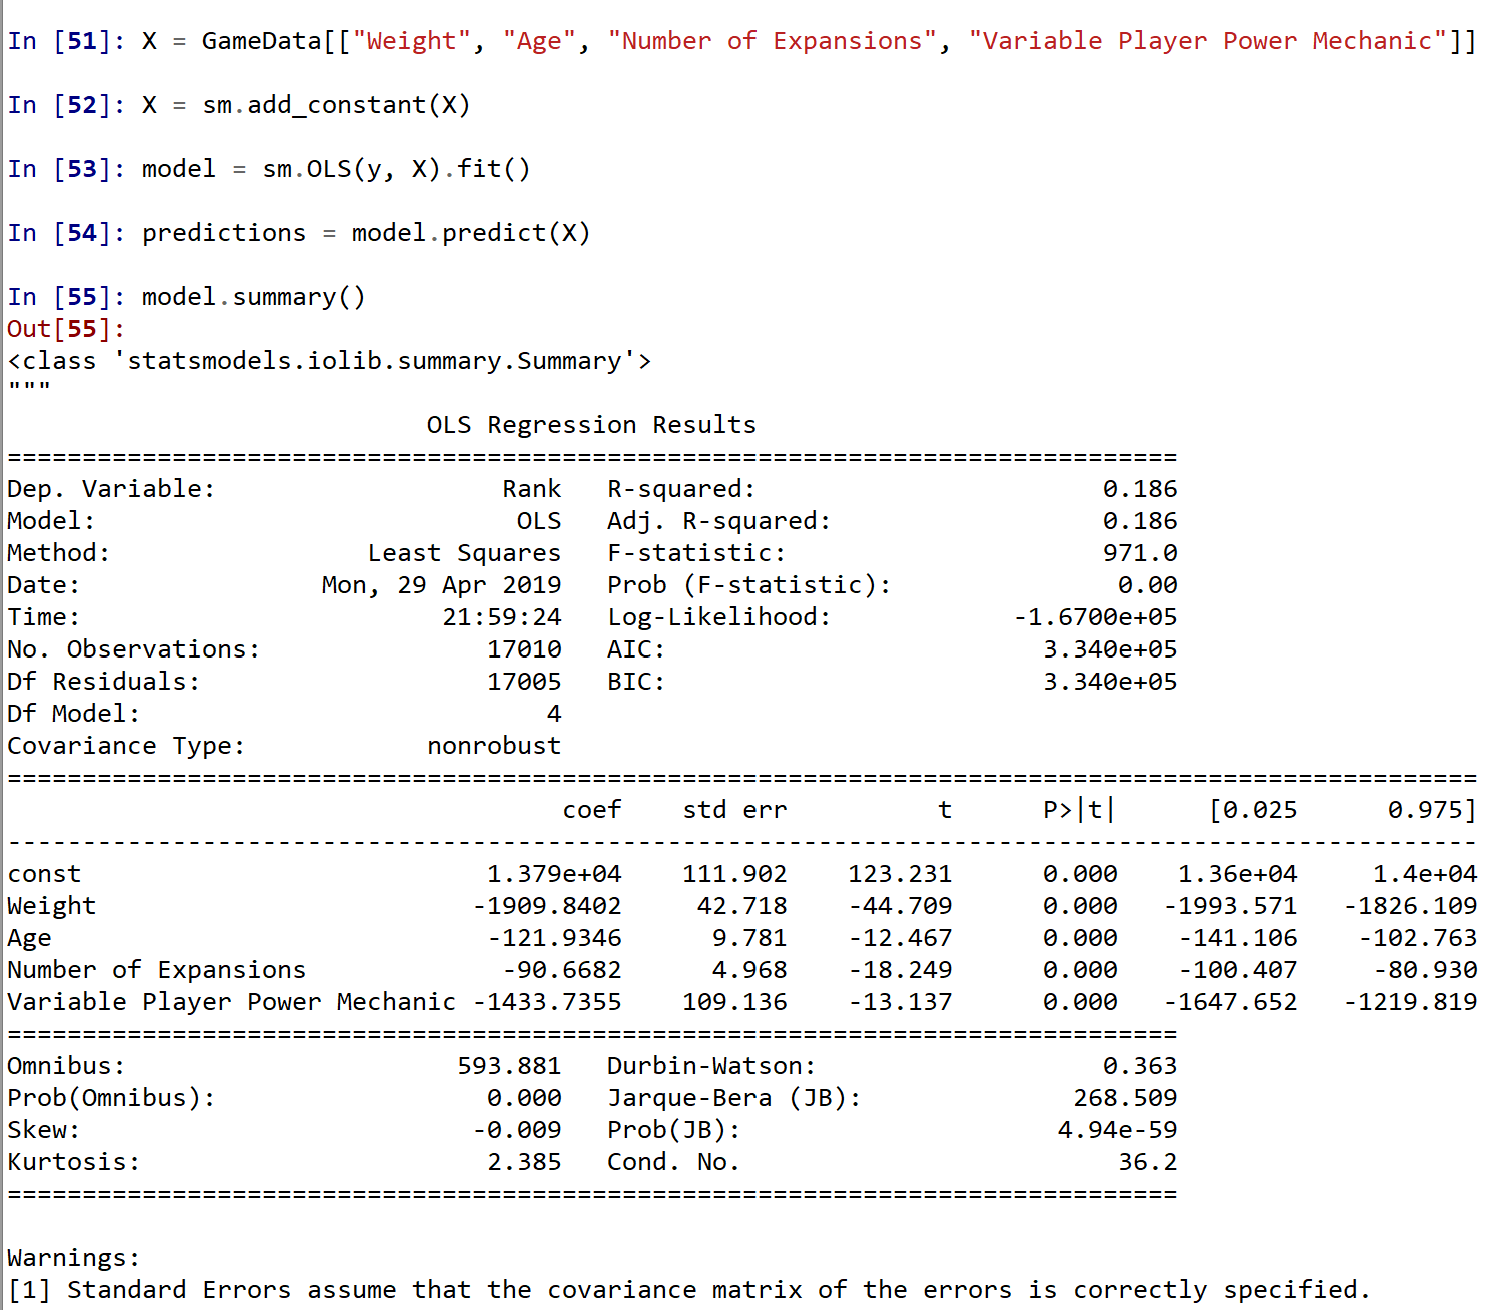 In [51]: X = GameData[["Weight", "Age", "Number of Expansions", "Variable Player Power Mechanic"]]
In [52]: X = sm.add_constant(X)
In [53]: model = sm.OLS(y, X).fit()
In [54]: predictions = model.predict(X)
In [55]: model.summary()
Out[55]:
<class 'statsmodels.iolib.summary.Summary'>
"""
                            OLS Regression Results
==============================================================================
Dep. Variable:                   Rank   R-squared:                       0.186
Model:                            OLS   Adj. R-squared:                  0.186
Method:                 Least Squares   F-statistic:                     971.0
Date:                Mon, 29 Apr 2019   Prob (F-statistic):               0.00
Time:                        21:59:24   Log-Likelihood:            -1.6700e+05
No. Observations:               17010   AIC:                         3.340e+05
Df Residuals:                   17005   BIC:                         3.340e+05
Df Model:                           4
Covariance Type:            nonrobust
==================================================================================================
                                     coef    std err          t      P>|t|      [0.025      0.975]
--------------------------------------------------------------------------------------------------
const                           1.379e+04    111.902    123.231      0.000    1.36e+04     1.4e+04
Weight                         -1909.8402     42.718    -44.709      0.000   -1993.571   -1826.109
Age                             -121.9346      9.781    -12.467      0.000    -141.106    -102.763
Number of Expansions             -90.6682      4.968    -18.249      0.000    -100.407     -80.930
Variable Player Power Mechanic -1433.7355    109.136    -13.137      0.000   -1647.652   -1219.819
==============================================================================
Omnibus:                      593.881   Durbin-Watson:                   0.363
Prob(Omnibus):                  0.000   Jarque-Bera (JB):              268.509
Skew:                          -0.009   Prob(JB):                     4.94e-59
Kurtosis:                       2.385   Cond. No.                         36.2
==============================================================================
Warnings:
[1] Standard Errors assume that the covariance matrix of the errors is correctly specified.